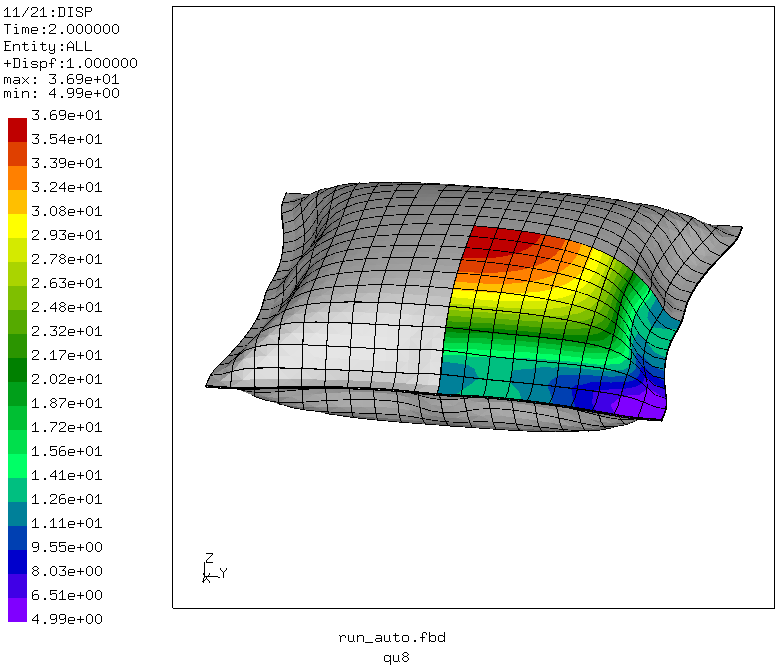 11/21:DISP
Time:2.000000
Entity:ALL
+Dispf:1.000000
max: 3.69e+01
min: 4.99e+00
3.69e+01
3.54e+01
3.39e+01
3.24e+01
3.08e+01
2.93e+01
2.78e+01
2.63e+01
2.48e+01
2.32e+01
2.17e+01
2.02e+01
1.87e+01
1.72e+01
1.56e+01
1.41e+01
1.26e+01
1.11e+01
9.55e+00
8.03e+00
6.51e+00
4.99e+00
Z
Y
X
run_auto.fbd
qu8